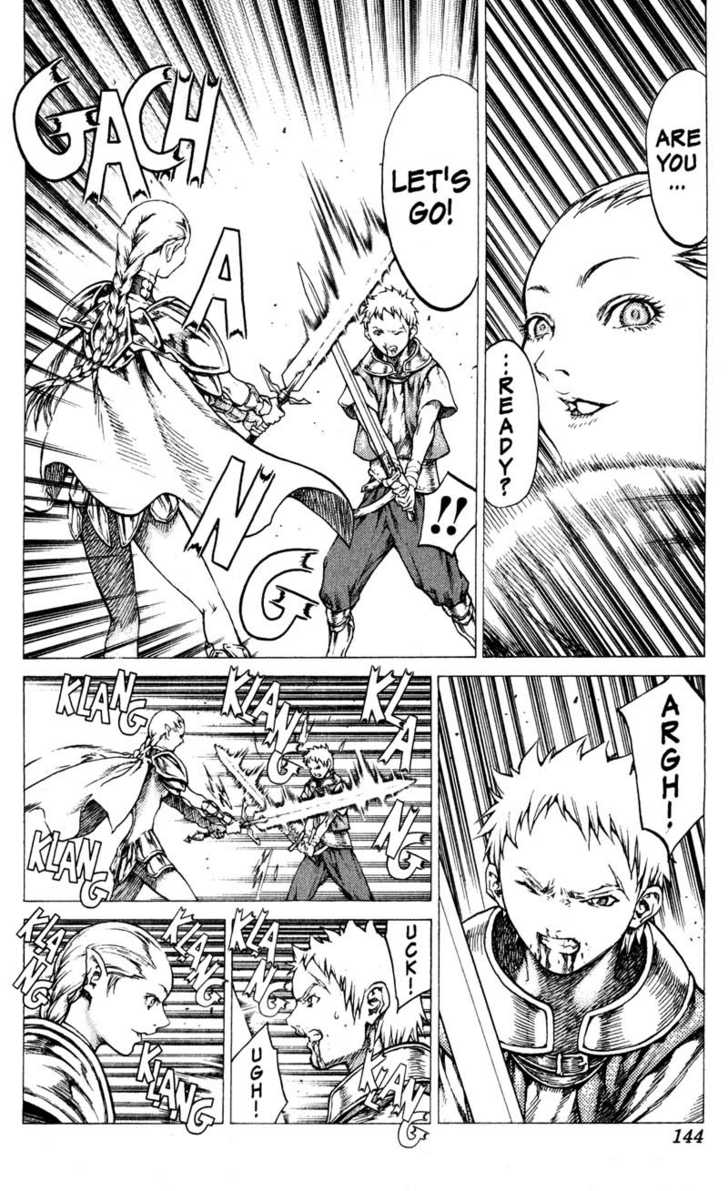 ARE
YOU
...
...READY?
LET'S
GO!
GACH
A
N
G
!!
ARGH!
KLANG
KLANG
KLA
NG
KLANG
UCK!
UGH!
KLANG
KLANG
KLANG
KLANG
KLANG
144